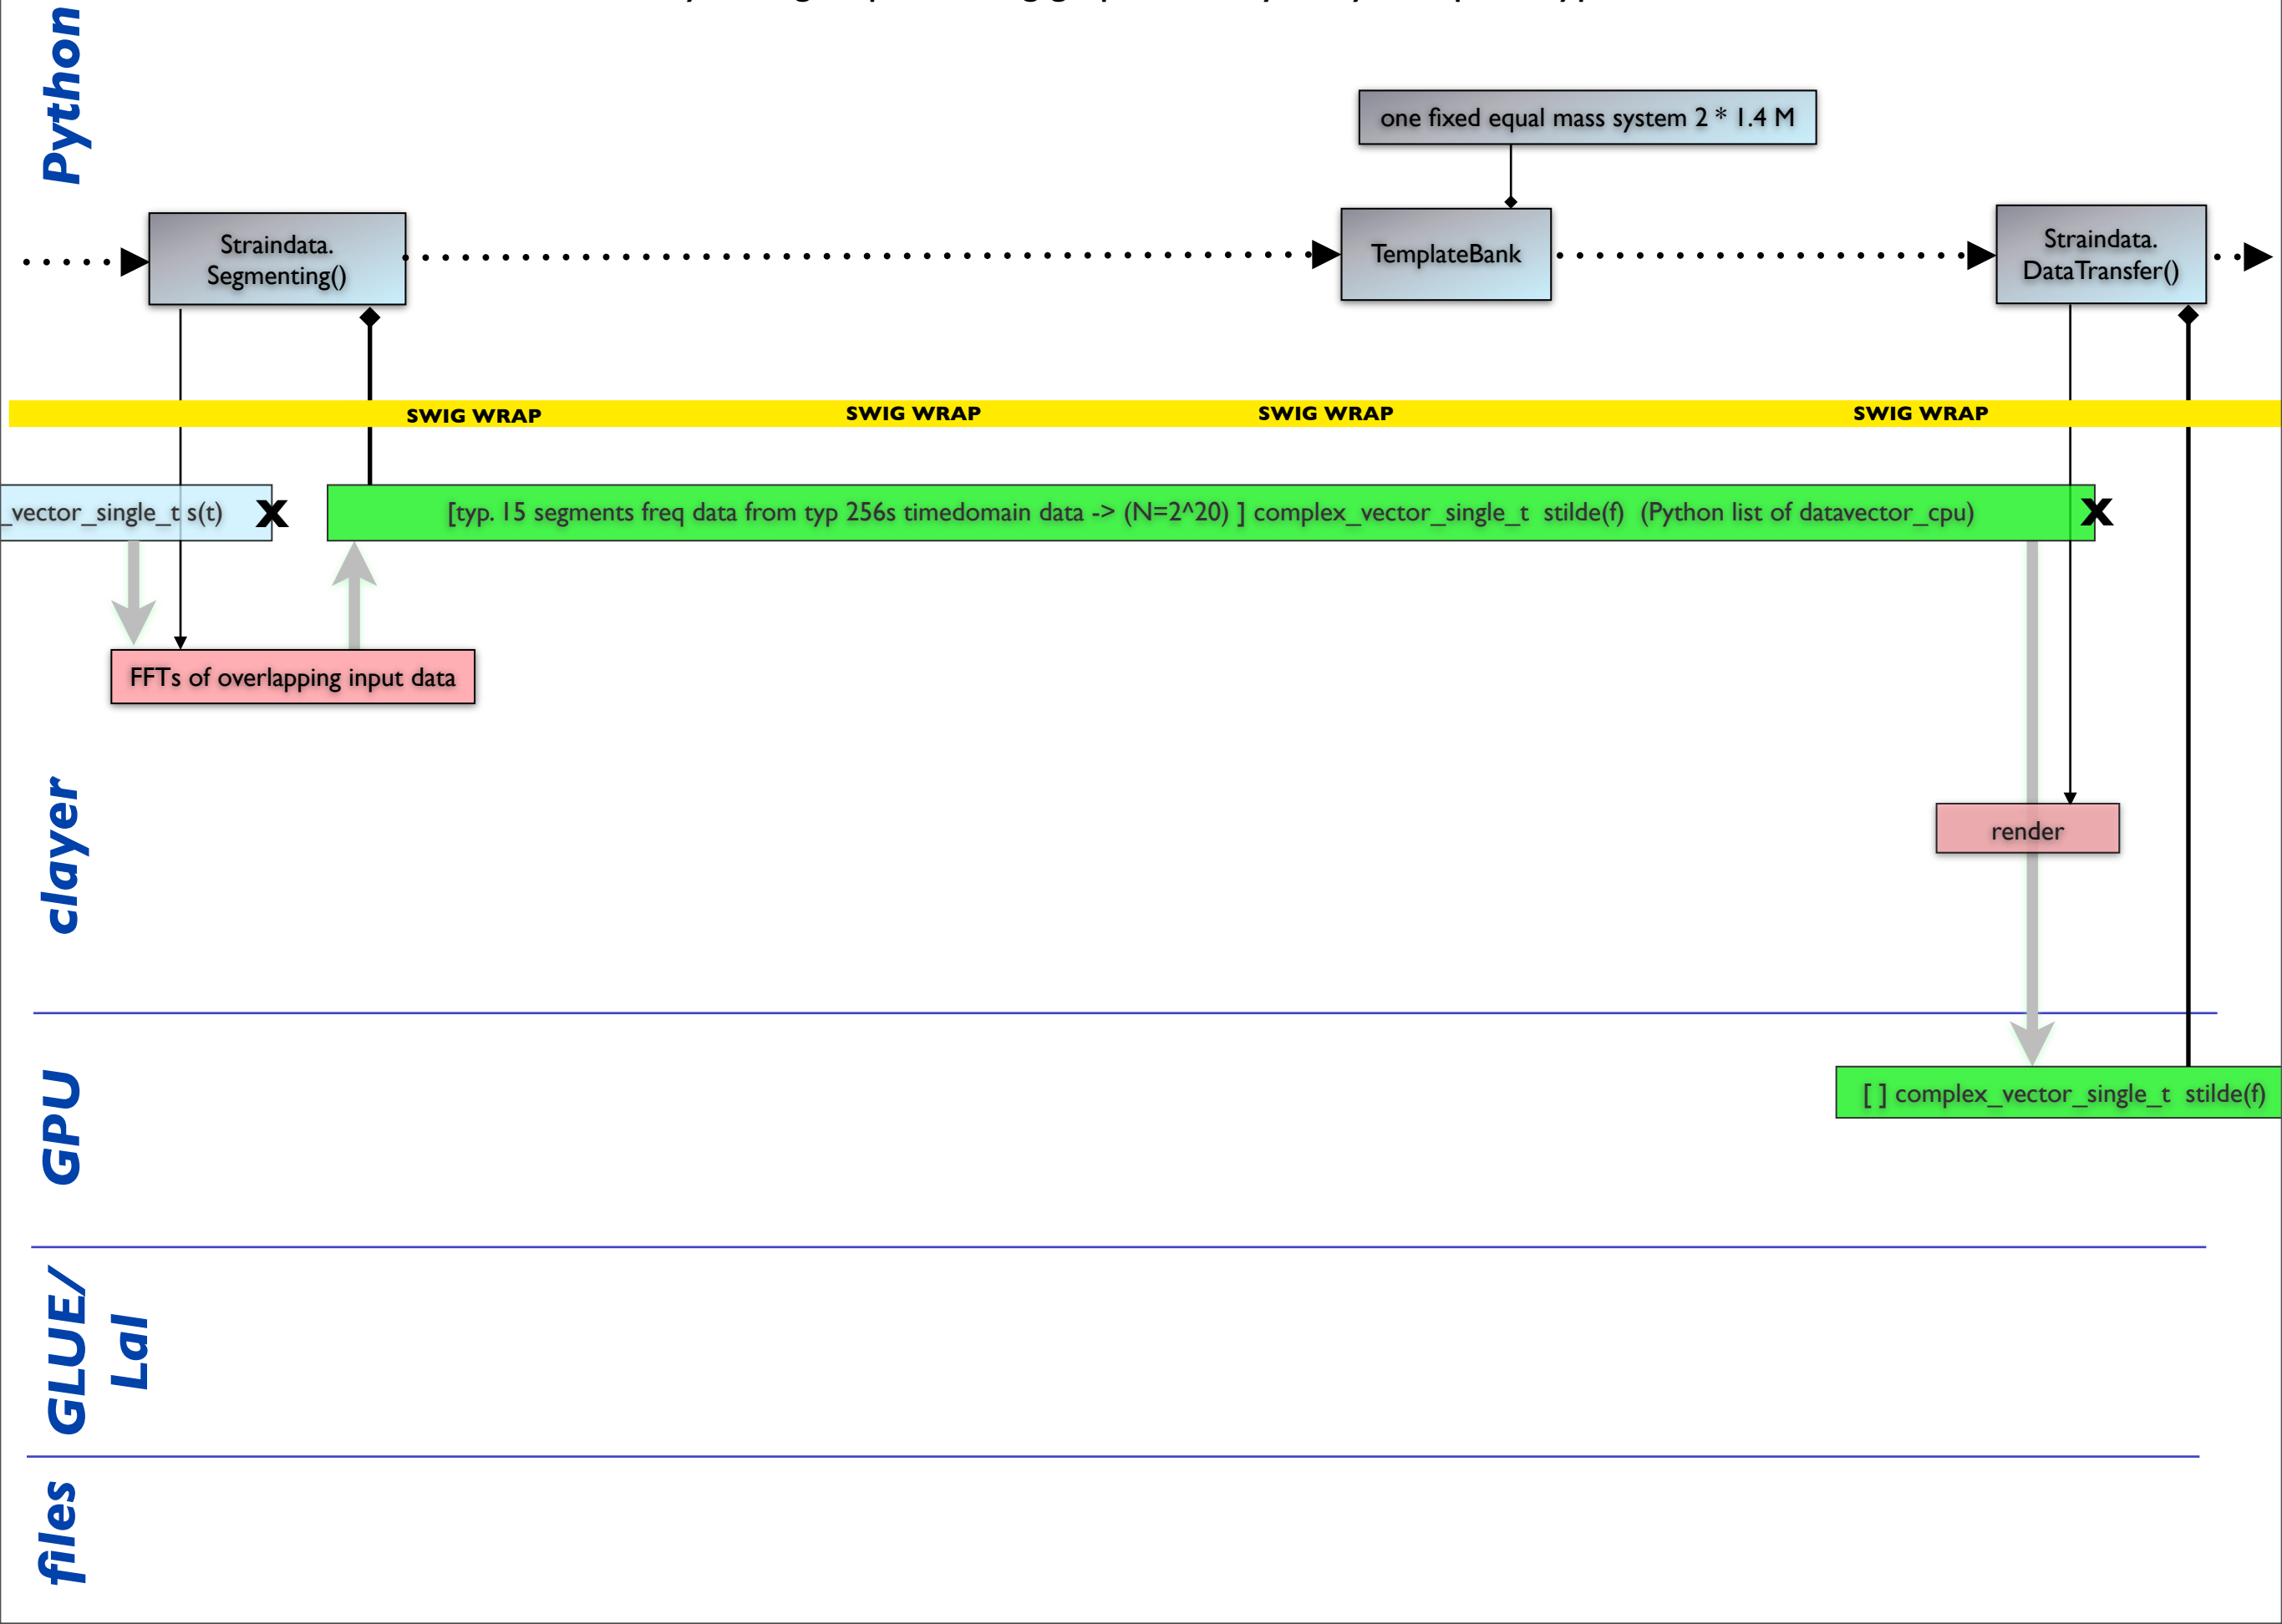 Python
one fixed equal mass system 2 * 1.4 M
Straindata.
Segmenting()
TemplateBank
Straindata.
DataTransfer()
SWIG WRAP
SWIG WRAP
SWIG WRAP
SWIG WRAP
_vector_single_t s(t)
X
[typ. 15 segments freq data from typ 256s timedomain data -> (N=2^20) ] complex_vector_single_t stilde(f) (Python list of datavector_cpu)
X
FFTs of overlapping input data
clayer
render
GPU
[ ] complex_vector_single_t stilde(f)
GLUE/
Lal
files